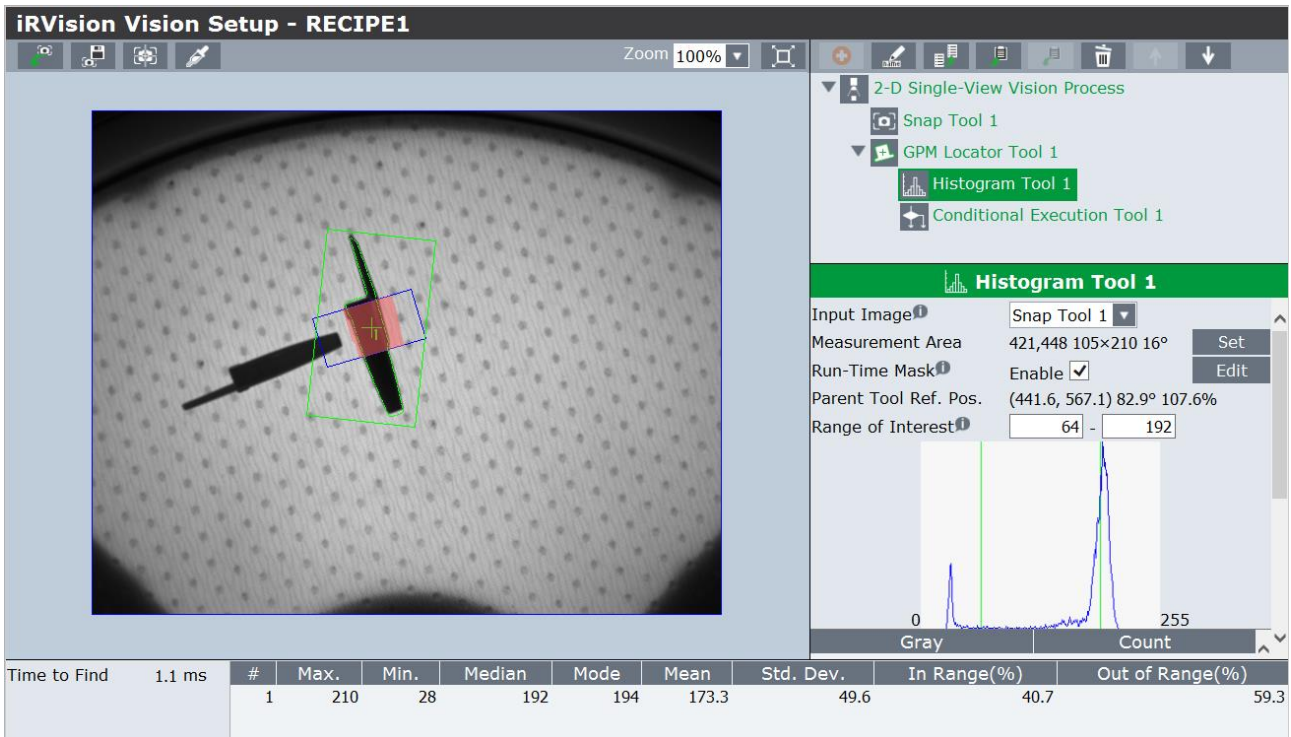 iRVision Vision Setup - RECIPE1
Zoom 100%
2-D Single-View Vision Process
Snap Tool 1
GPM Locator Tool 1
Histogram Tool 1
Conditional Execution Tool 1
Histogram Tool 1
Input Image Snap Tool 1
Measurement Area 421,448 105×210 16° Set
Run-Time Mask Enable Edit
Parent Tool Ref. Pos. (441.6, 567.1) 82.9° 107.6%
Range of Interest 64 - 192
0 255
Gray Count
Time to Find 1.1 ms # Max. Min. Median Mode Mean Std. Dev. In Range(%) Out of Range(%)
1 210 28 192 194 173.3 49.6 40.7 59.3